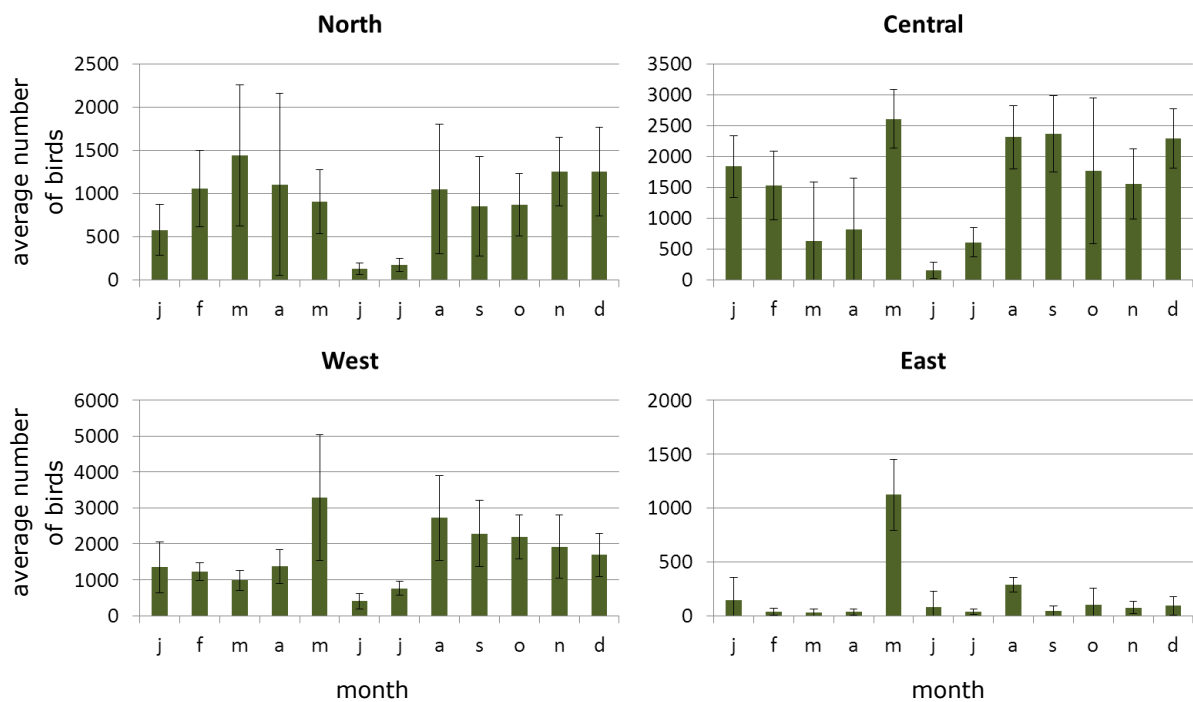 North
average number
of birds
2500
2000
1500
1000
500
0
j f m a m j j a s o n d
Central
3500
3000
2500
2000
1500
1000
500
0
j f m a m j j a s o n d
West
average number
of birds
6000
5000
4000
3000
2000
1000
0
j f m a m j j a s o n d
month
East
2000
1500
1000
500
0
j f m a m j j a s o n d
month